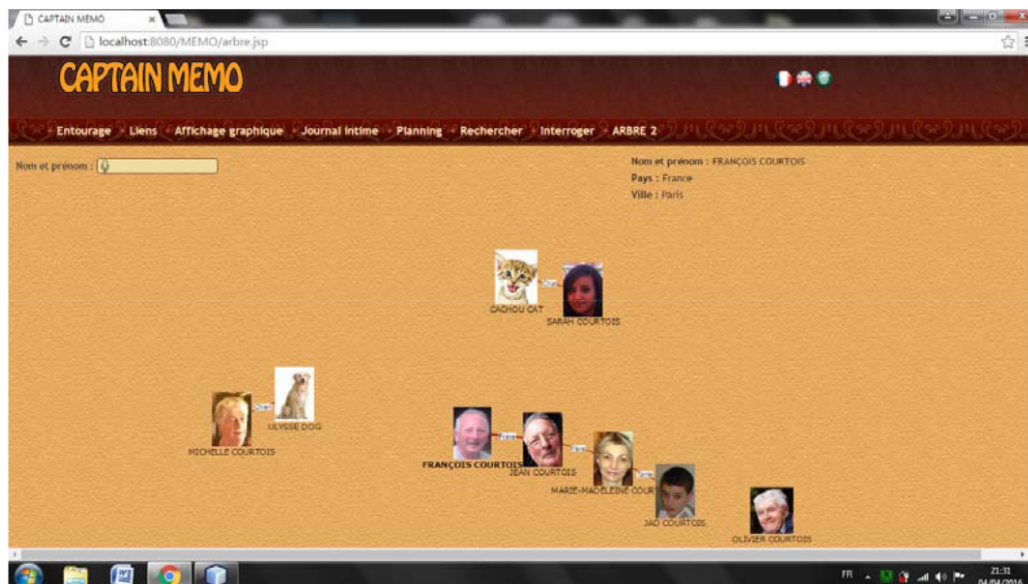 CAPTAIN MEMO
localhost:8080/MEMO/arbre.jsp
CAPTAIN MEMO
Entourage Liens Affichage graphique Journal intime Planning Rechercher Interroger ARBRE 2
Nom et prénom :
Nom et prénom : FRANÇOIS COURTOIS
Pays : France
Ville : Paris
CACHOU CAT
SARAH COURTOIS
ULYSSE DOG
MICHELLE COURTOIS
FRANÇOIS COURTOIS
JEAN COURTOIS
MARIE-MADELEINE COUR
JAD COURTOIS
OLIVIER COURTOIS
FR
21:31